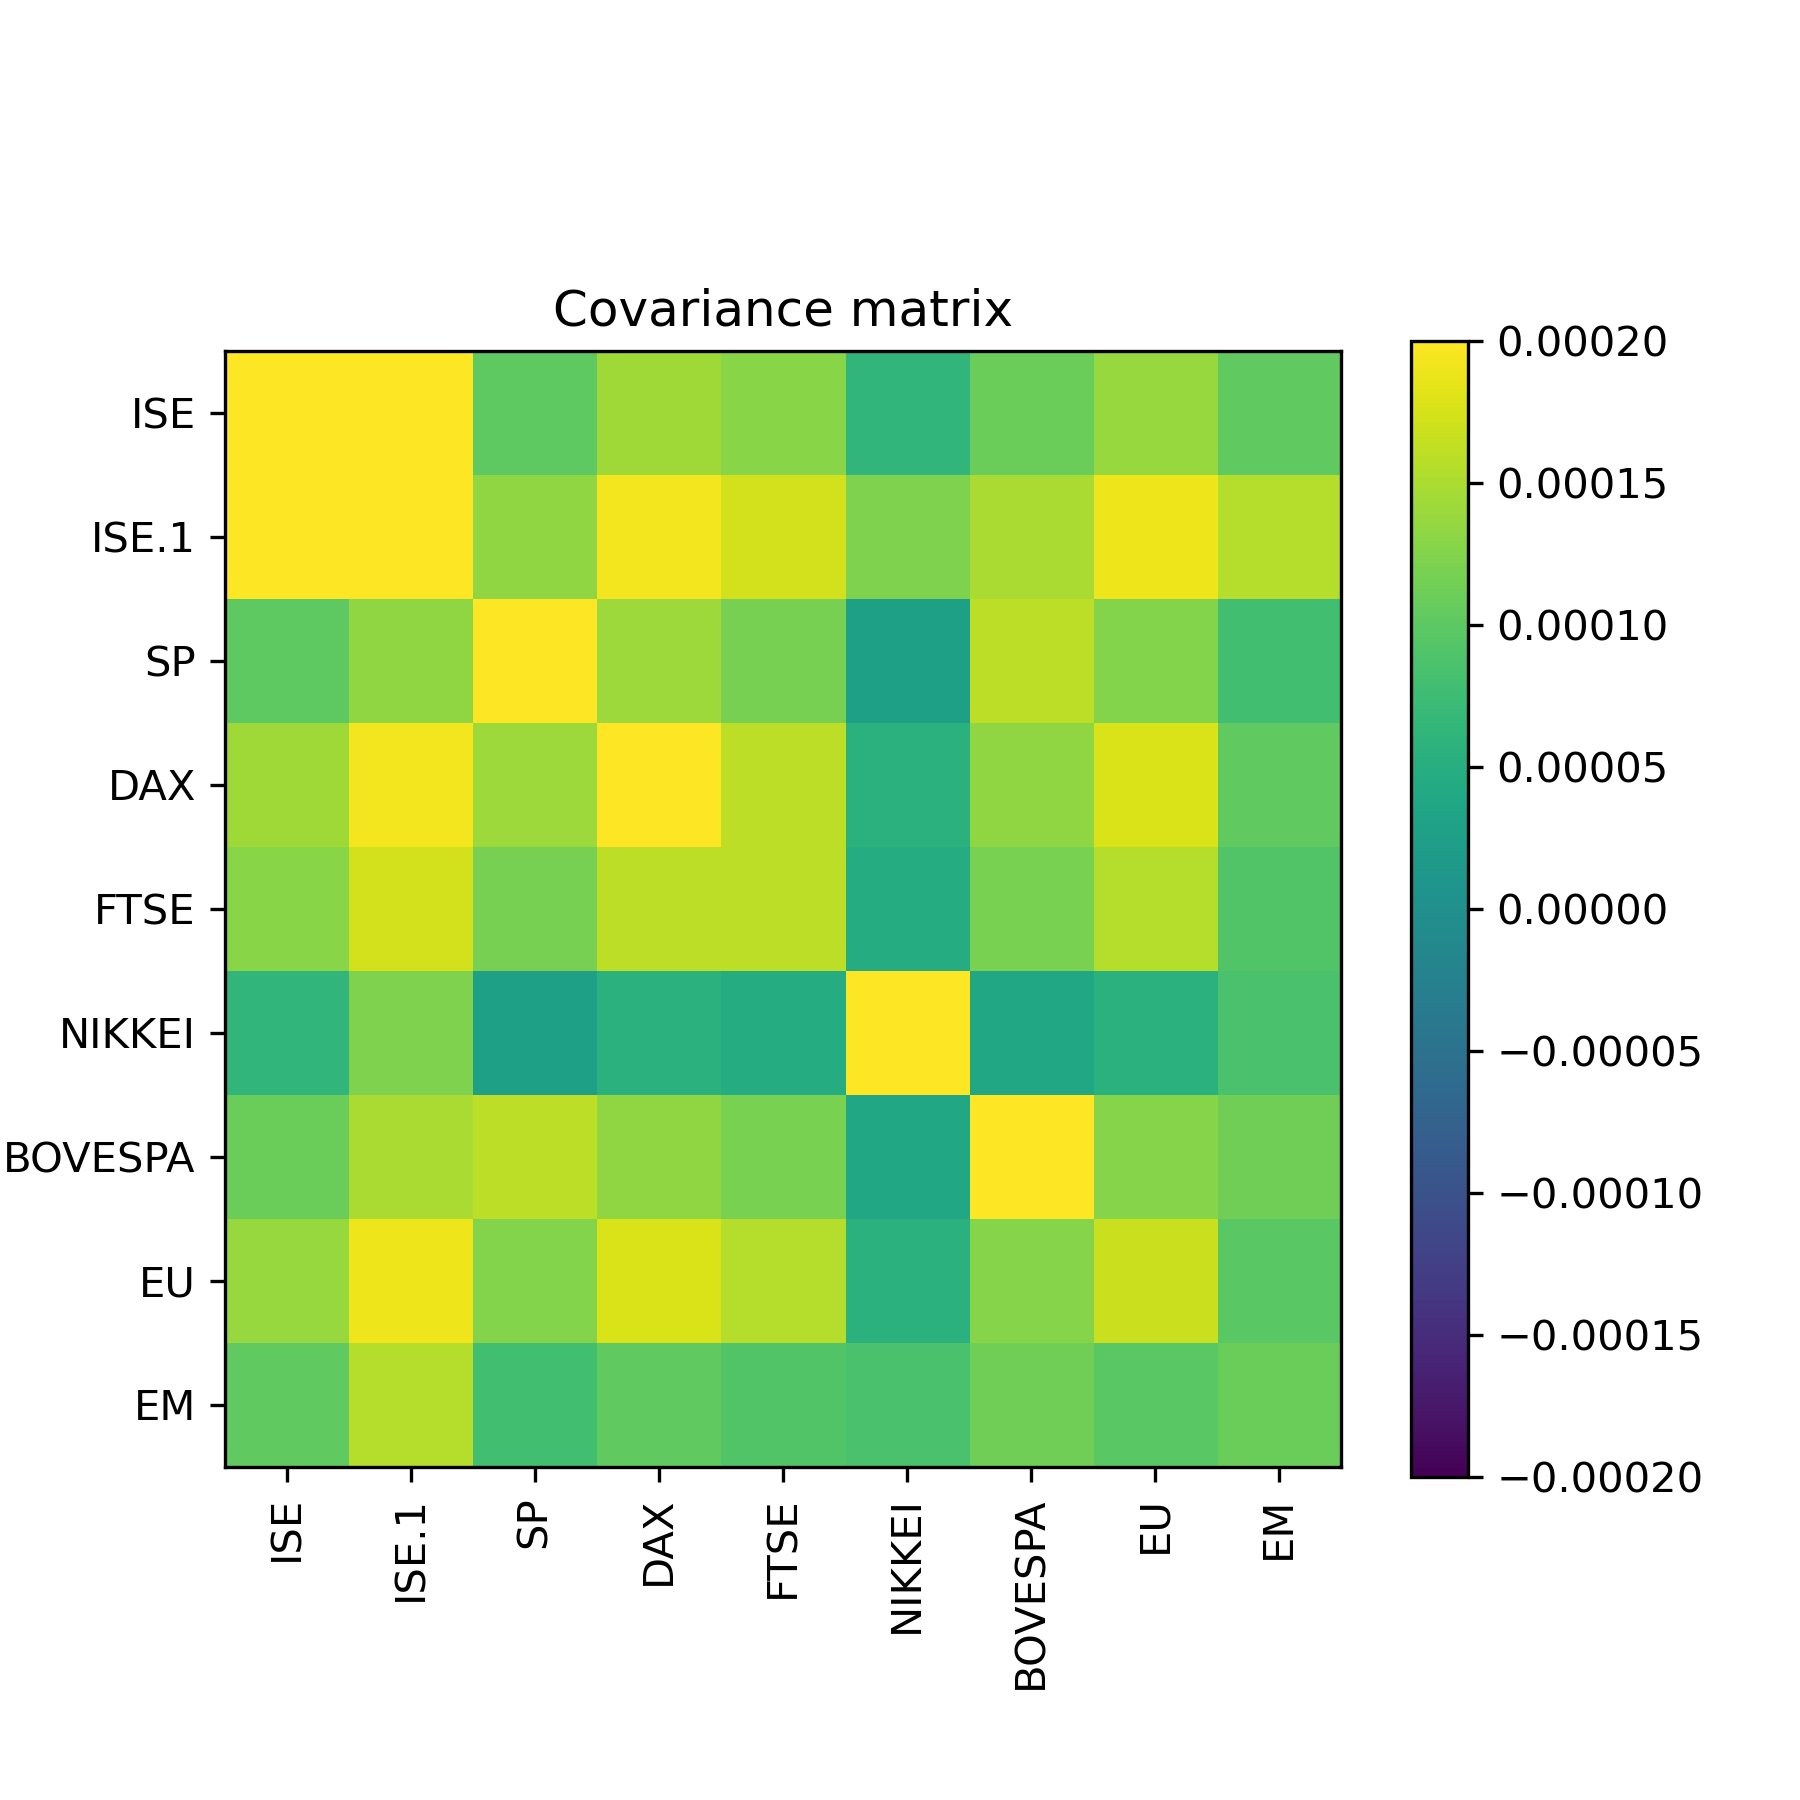 Covariance matrix
ISE
ISE.1
SP
DAX
FTSE
NIKKEI
BOVESPA
EU
EM
ISE
ISE.1
SP
DAX
FTSE
NIKKEI
BOVESPA
EU
EM
0.00020
0.00015
0.00010
0.00005
0.00000
−0.00005
−0.00010
−0.00015
−0.00020